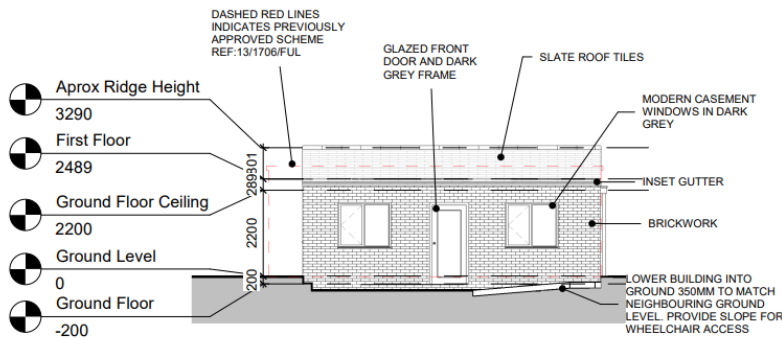 DASHED RED LINES
INDICATES PREVIOUSLY
APPROVED SCHEME
REF:13/1706/FUL
GLAZED FRONT
DOOR AND DARK
GREY FRAME
SLATE ROOF TILES
MODERN CASEMENT
WINDOWS IN DARK
GREY
INSET GUTTER
BRICKWORK
LOWER BUILDING INTO
GROUND 350MM TO MATCH
NEIGHBOURING GROUND
LEVEL. PROVIDE SLOPE FOR
WHEELCHAIR ACCESS
Aprox Ridge Height
3290
First Floor
2489
Ground Floor Ceiling
2200
Ground Level
0
Ground Floor
-200
801
289
2200
200